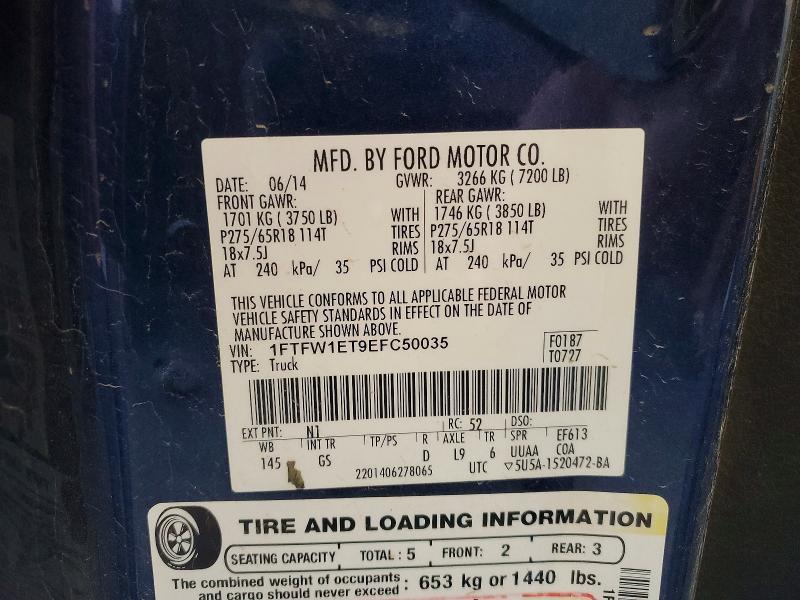 MFD. BY FORD MOTOR CO.
DATE: 06/14 GVWR: 3266 KG ( 7200 LB)
FRONT GAWR: REAR GAWR:
1701 KG ( 3750 LB) WITH 1746 KG ( 3850 LB) WITH
P275/65R18 114T TIRES P275/65R18 114T TIRES
18x7.5J RIMS 18x7.5J RIMS
AT 240 kPa/ 35 PSI COLD AT 240 kPa/ 35 PSI COLD
THIS VEHICLE CONFORMS TO ALL APPLICABLE FEDERAL MOTOR
VEHICLE SAFETY STANDARDS IN EFFECT ON THE DATE OF
MANUFACTURE SHOWN ABOVE.
VIN: 1FTFW1ET9EFC50035 F0187
TYPE: Truck T0727
EXT PNT: N1 RC: 52 DSO:
WB INT TR TP/PS R AXLE TR SPR EF613
145 GS D L9 6 UUAA COA
2201406278065 UTC ▽5U5A-1520472-BA
TIRE AND LOADING INFORMATION
SEATING CAPACITY TOTAL : 5 FRONT: 2 REAR: 3
The combined weight of occupants : 653 kg or 1440 lbs.
and cargo should never exceed